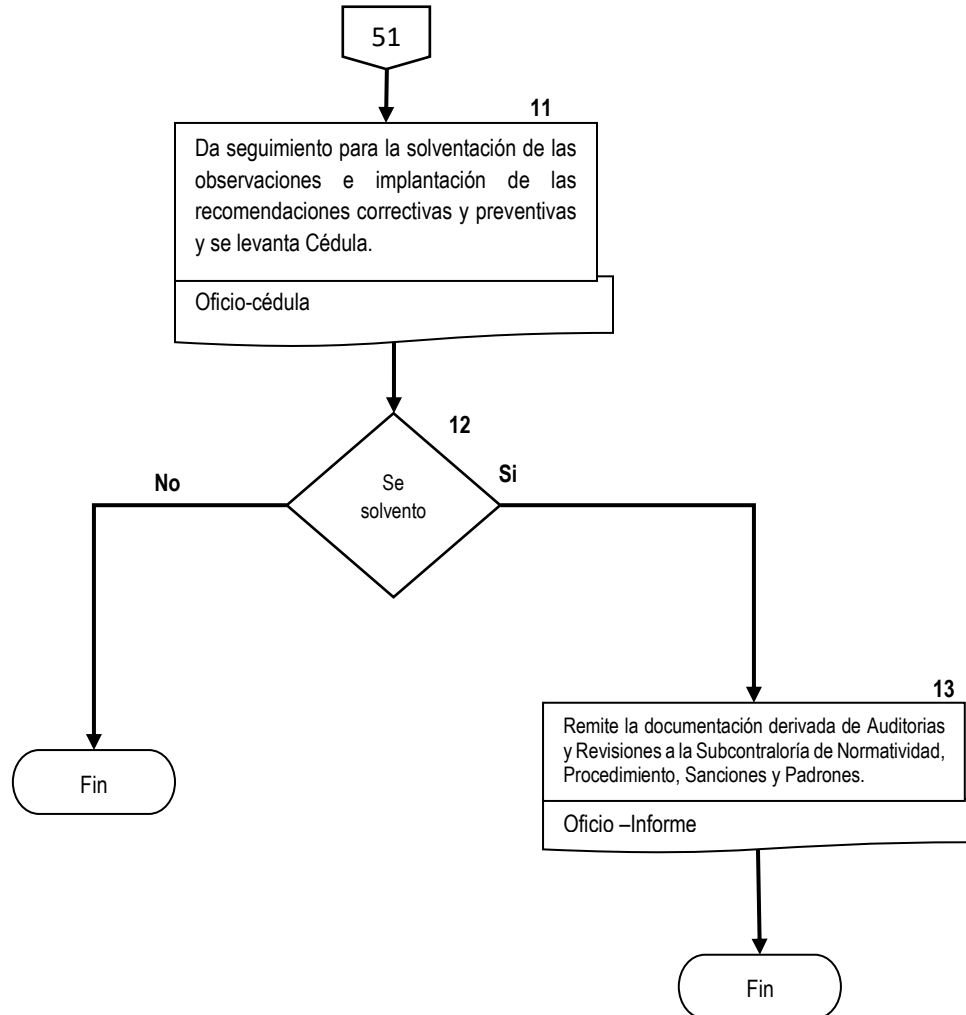 51
11
Da seguimiento para la solventación de las
observaciones e implantación de las
recomendaciones correctivas y preventivas
y se levanta Cédula.
Oficio-cédula
12
Se
solvento
No
Si
Fin
13
Remite la documentación derivada de Auditorias
y Revisiones a la Subcontraloría de Normatividad,
Procedimiento, Sanciones y Padrones.
Oficio –Informe
Fin